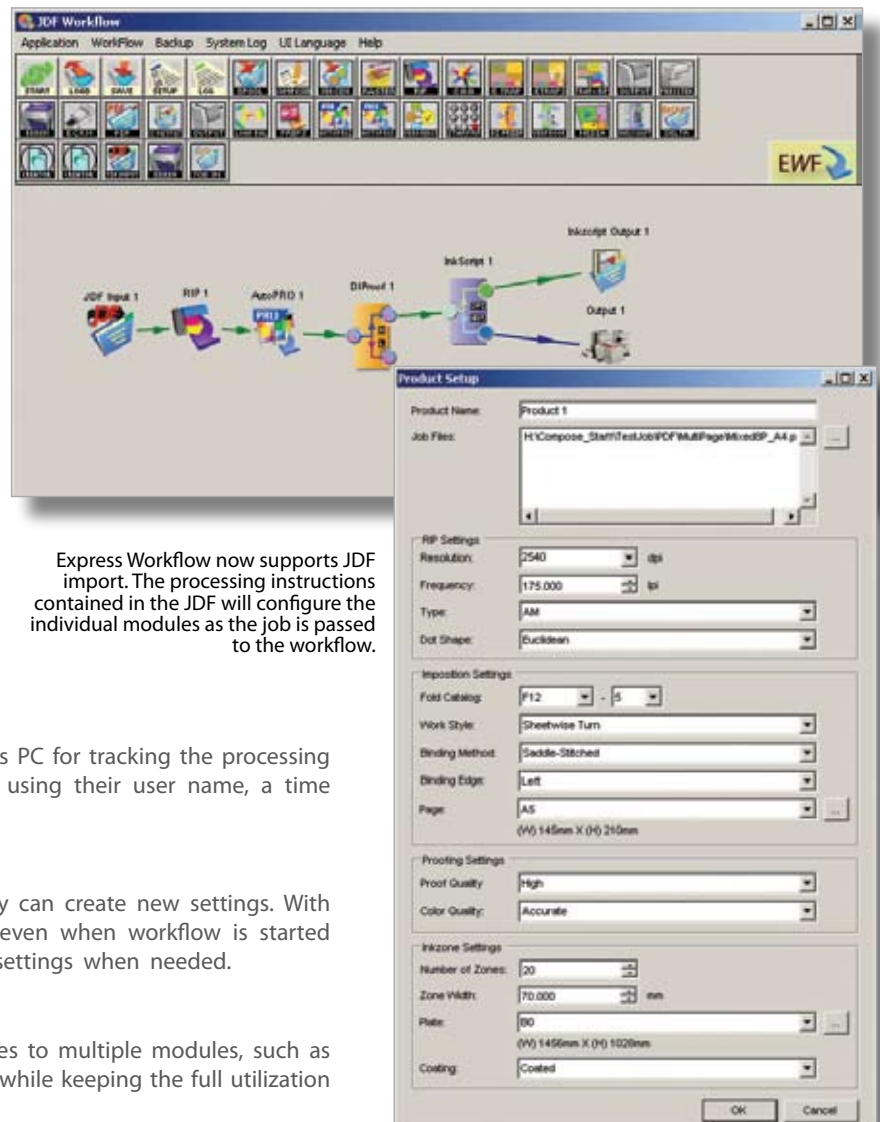 JDF Workflow
Application WorkFlow Backup System Log UI Language Help
START LOAD SAVE SETUP LOG
EWF
JDF Input 1
RIP 1
AutoPRO 1
DIProof 1
InkScript 1
Inkscript Output 1
Output 1
Express Workflow now supports JDF
import. The processing instructions
contained in the JDF will configure the
individual modules as the job is passed
to the workflow.
s PC for tracking the processing
using their user name, a time
y can create new settings. With
even when workflow is started
settings when needed.
es to multiple modules, such as
while keeping the full utilization
Product Setup
Product Name: Product 1
Job Files: H:\Compose_Staff\TestJob\PDF\MultiPage\Mixed8P_A4.p
RIP Settings
Resolution: 2540 dpi
Frequency: 175.000 lpi
Type: AM
Dot Shape: Euclidean
Imposition Settings
Fold Catalog: F12 - 5
Work Style: Sheetwise Turn
Binding Method: Saddle-Stitched
Binding Edge: Left
Page: A5
(W) 148mm X (H) 210mm
Proofing Settings
Proof Quality High
Color Quality: Accurate
Inkzone Settings
Number of Zones: 20
Zone Width: 70.000 mm
Plate: B0
(W) 1456mm X (H) 1028mm
Coating: Coated
OK Cancel